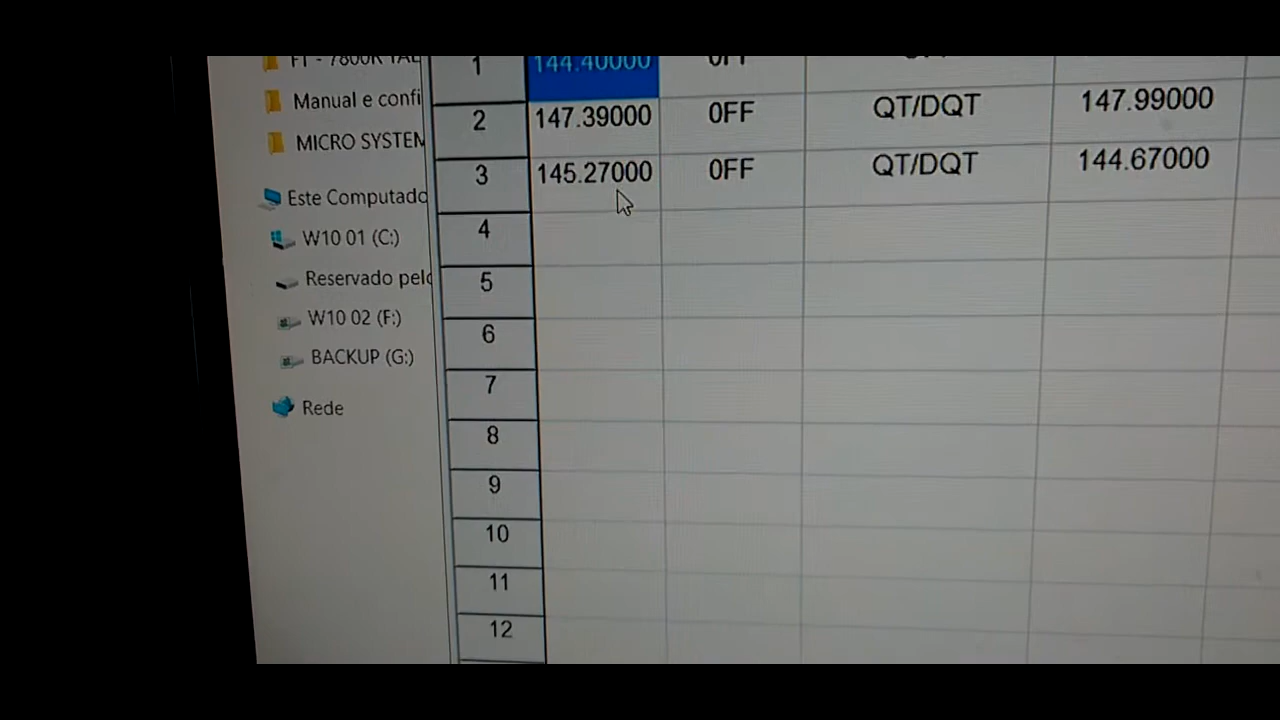 Manual e confi
MICRO SYSTEM
Este Computado
W10 01 (C:)
Reservado pelo
W10 02 (F:)
BACKUP (G:)
Rede
1 144.40000
2 147.39000 0FF QT/DQT 147.99000
3 145.27000 0FF QT/DQT 144.67000
4
5
6
7
8
9
10
11
12